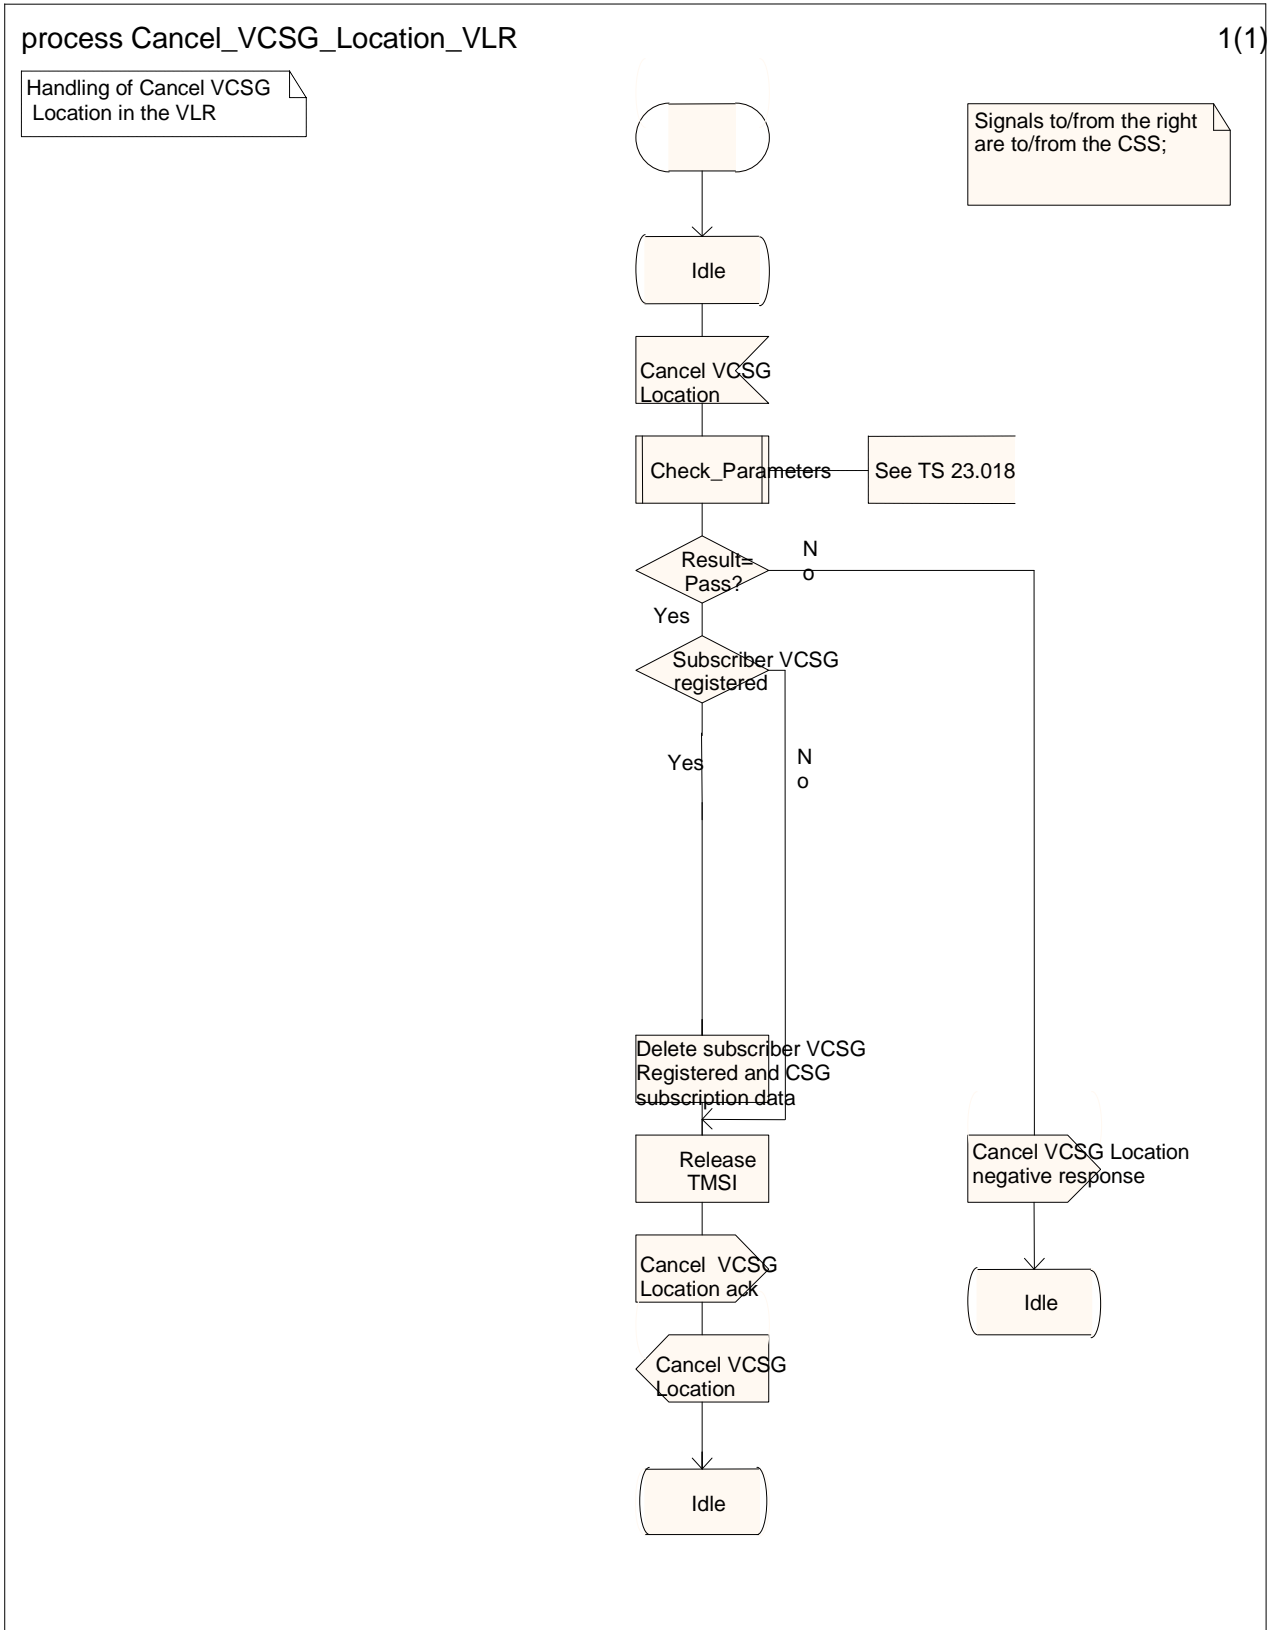 process Cancel_VCSG_Location_VLR
1(1)
Handling of Cancel VCSG
Location in the VLR
Signals to/from the right
are to/from the CSS;
Idle
Cancel VCSG
Location
Check_Parameters
See TS 23.018
Result=
Pass?
N
o
Yes
Subscriber VCSG
registered
Yes
N
o
Delete subscriber VCSG
Registered and CSG
subscription data
Release
TMSI
Cancel VCSG Location
negative response
Cancel  VCSG
Location ack
Idle
Cancel VCSG
Location
Idle